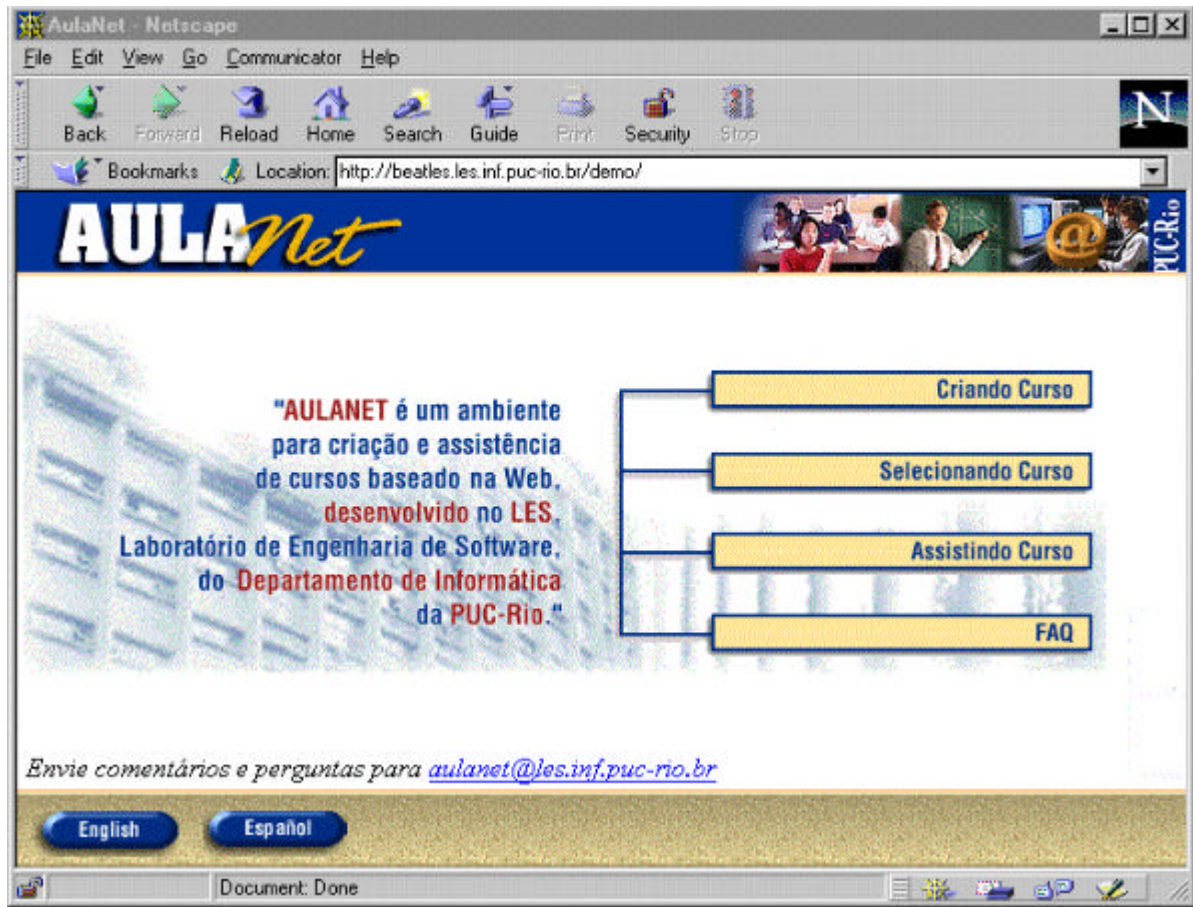 AulaNet - Netscape
File Edit View Go Communicator Help
Back Forward Reload Home Search Guide Print Security Stop
N
Bookmarks Location: http://beatles.les.inf.puc-rio.br/demo/
AULANet
@
PUC-Rio
"AULANET é um ambiente
para criação e assistência
de cursos baseado na Web,
desenvolvido no LES,
Laboratório de Engenharia de Software,
do Departamento de Informática
da PUC-Rio."
Criando Curso
Selecionando Curso
Assistindo Curso
FAQ
Envie comentários e perguntas para aulanet@les.inf.puc-rio.br
English Español
Document: Done